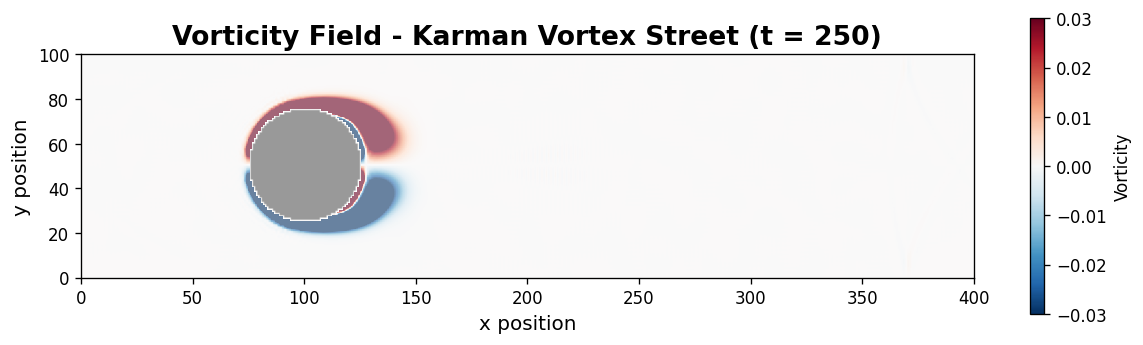 Vorticity Field - Karman Vortex Street (t = 250)
100
80
60
40
20
0
y position
0 50 100 150 200 250 300 350 400
x position
0.03
0.02
0.01
0.00
−0.01
−0.02
−0.03
Vorticity